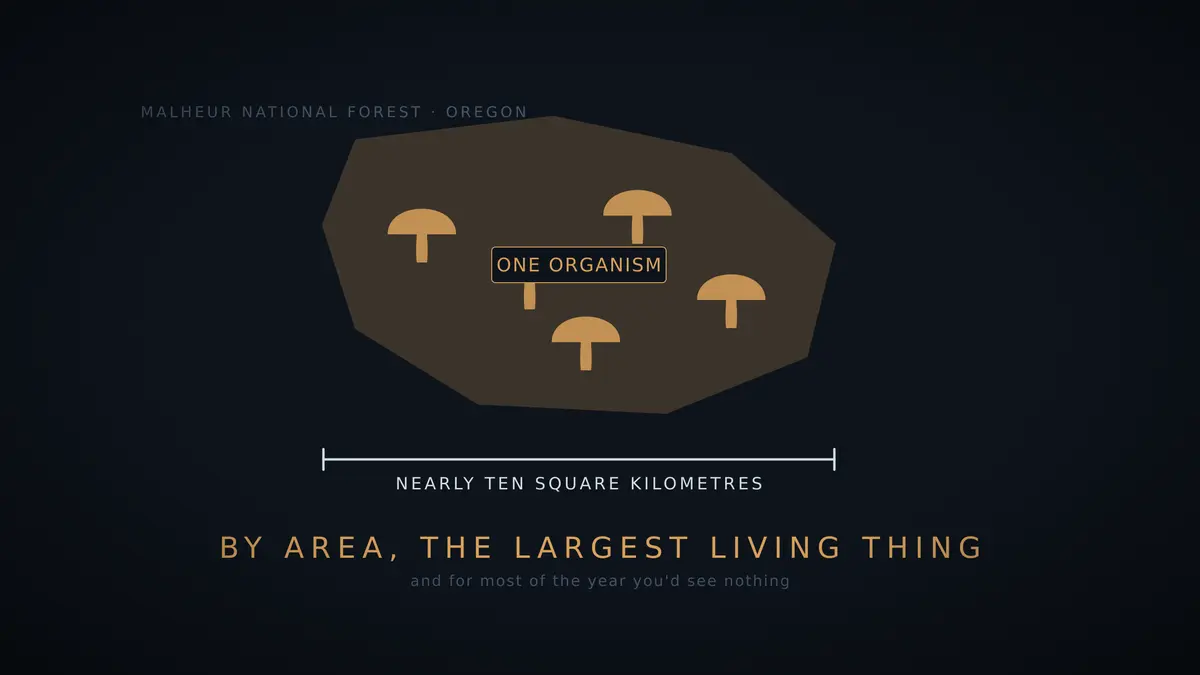 MALHEUR NATIONAL FOREST · OREGON
ONE ORGANISM
NEARLY TEN SQUARE KILOMETRES
BY AREA, THE LARGEST LIVING THING
and for most of the year you'd see nothing